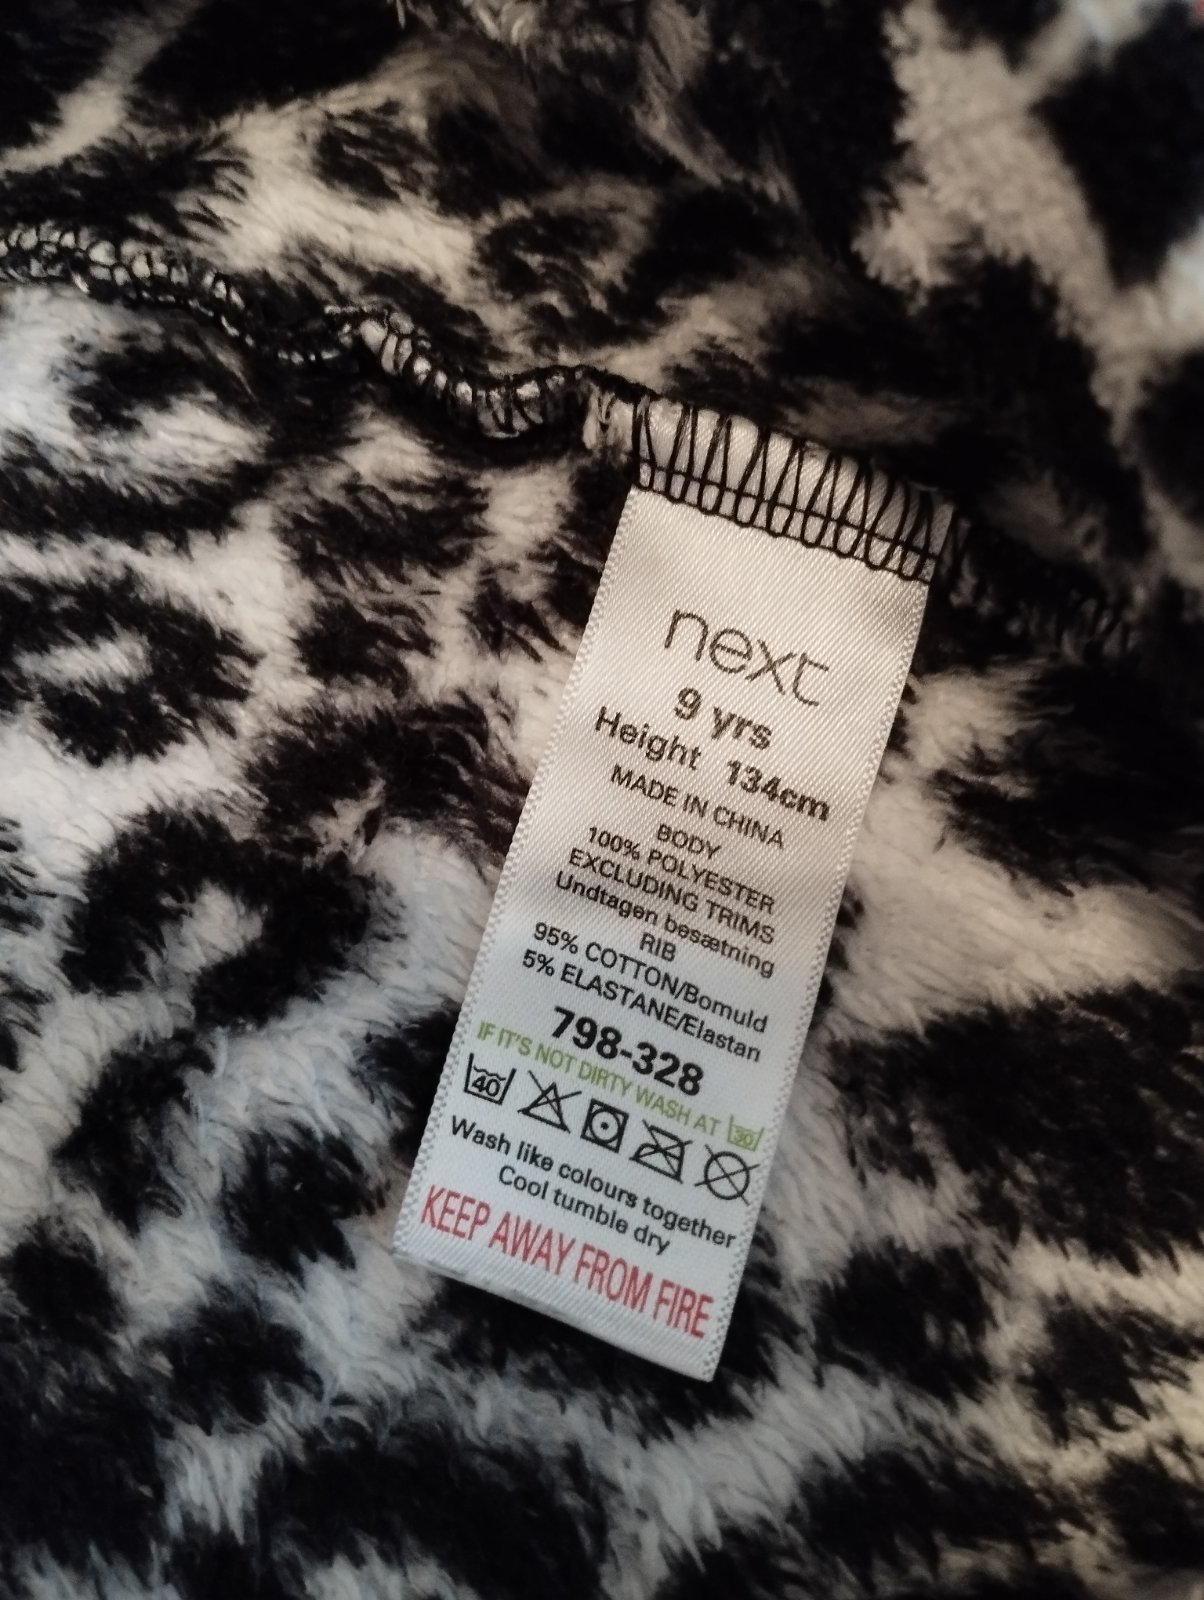 next
9 yrs
Height 134cm
MADE IN CHINA
BODY
100% POLYESTER
EXCLUDING TRIMS
Undtagen besætning
RIB
95% COTTON/Bomuld
5% ELASTANE/Elastan
798-328
IF IT'S NOT DIRTY WASH AT 30
40
Wash like colours together
Cool tumble dry
KEEP AWAY FROM FIRE